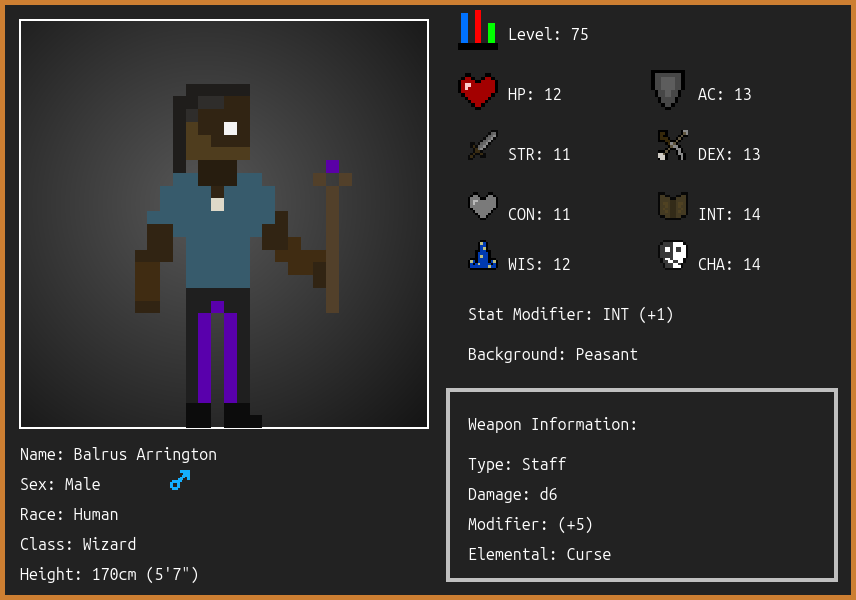 Level: 75
HP: 12
AC: 13
STR: 11
DEX: 13
CON: 11
INT: 14
WIS: 12
CHA: 14
Stat Modifier: INT (+1)
Background: Peasant
Weapon Information:
Type: Staff
Damage: d6
Modifier: (+5)
Elemental: Curse
Name: Balrus Arrington
Sex: Male
Race: Human
Class: Wizard
Height: 170cm (5'7")